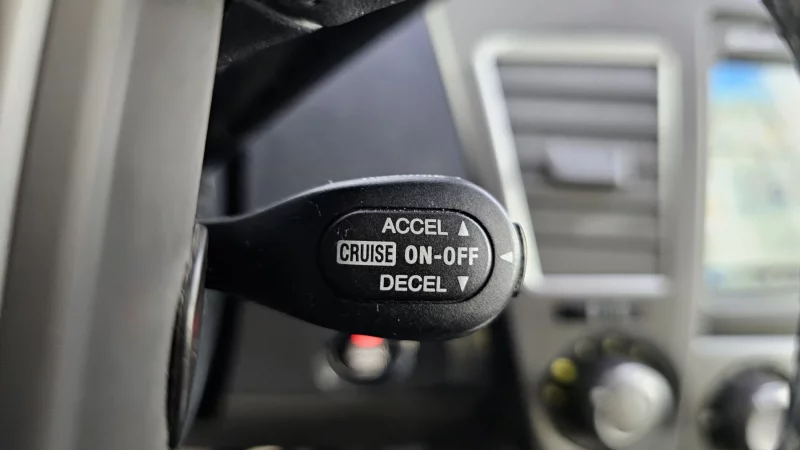 ACCEL ▲
CRUISE ON-OFF ◀
DECEL ▼